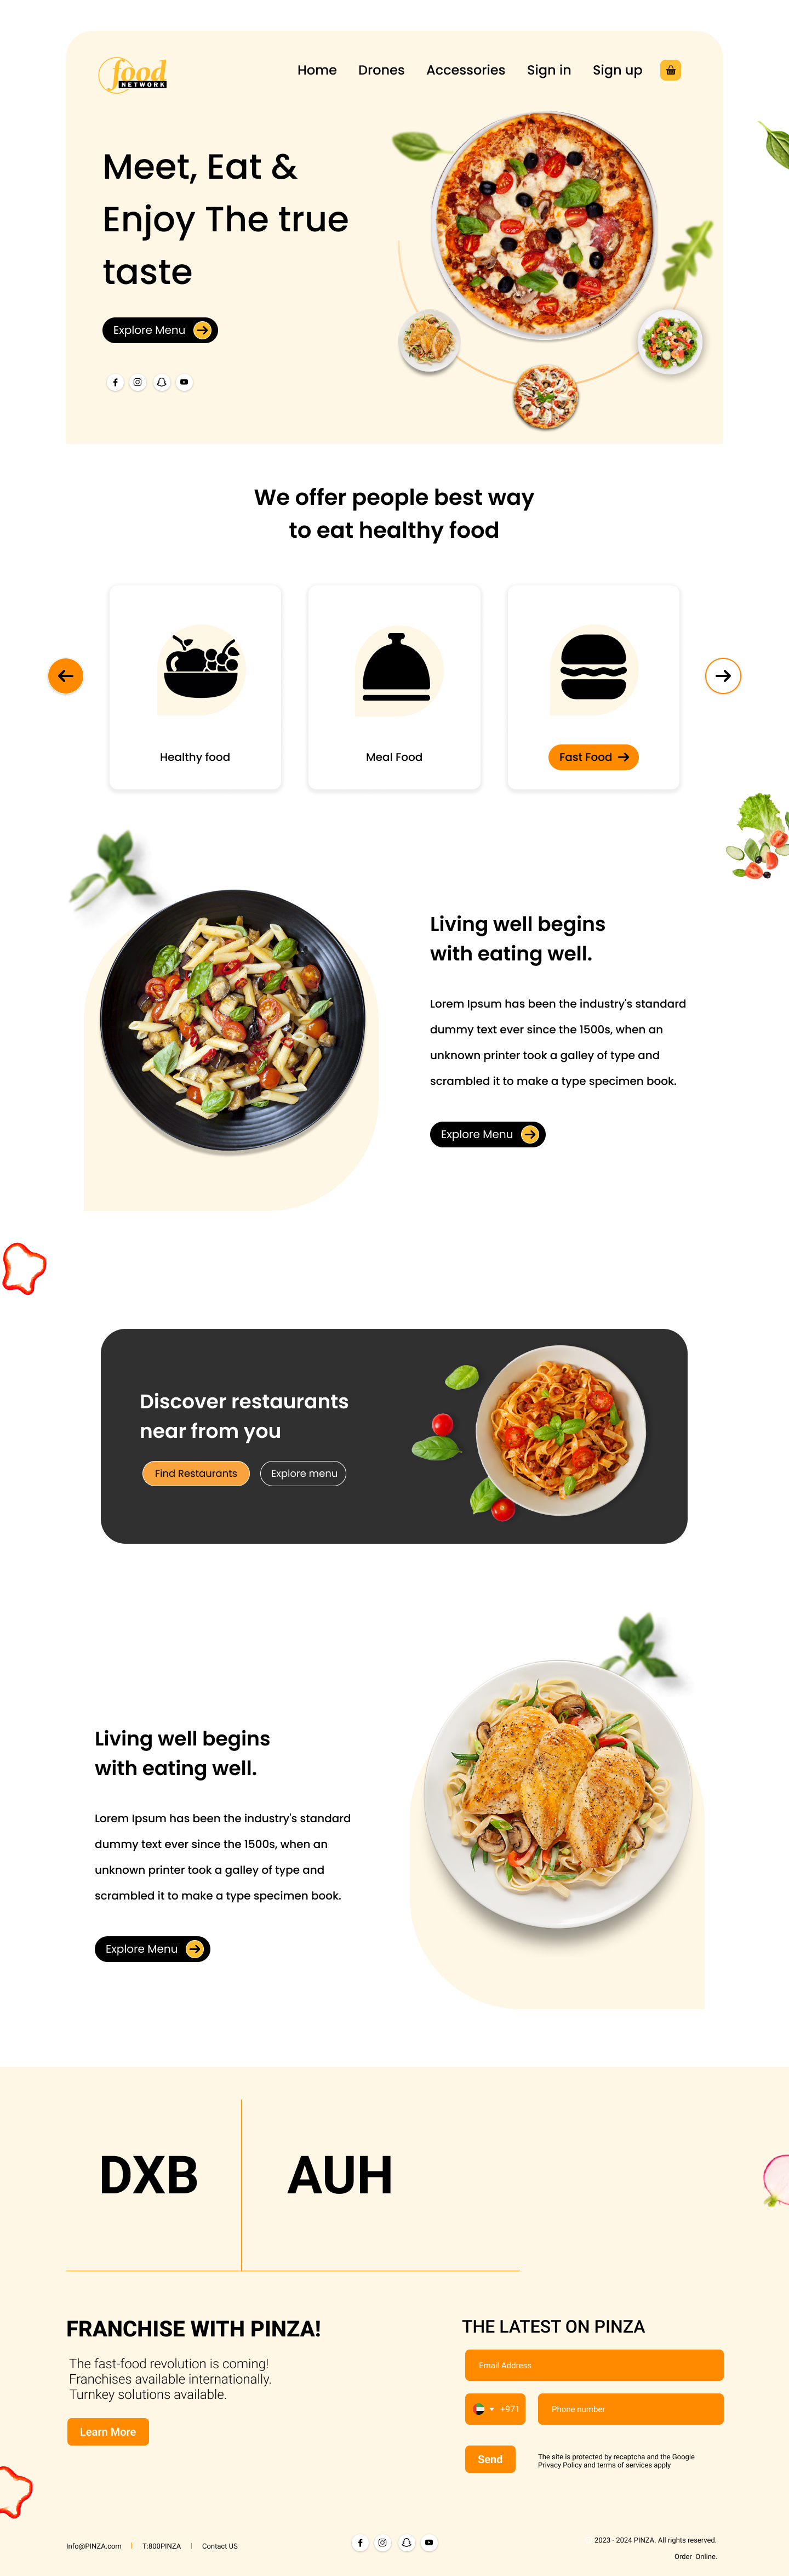 food
NETWORK
Home Drones Accessories Sign in Sign up
Meet, Eat &
Enjoy The true
taste
Explore Menu
We offer people best way
to eat healthy food
Healthy food
Meal Food
Fast Food
Living well begins
with eating well.
Lorem Ipsum has been the industry's standard
dummy text ever since the 1500s, when an
unknown printer took a galley of type and
scrambled it to make a type specimen book.
Explore Menu
Discover restaurants
near from you
Find Restaurants
Explore menu
Living well begins
with eating well.
Lorem Ipsum has been the industry's standard
dummy text ever since the 1500s, when an
unknown printer took a galley of type and
scrambled it to make a type specimen book.
Explore Menu
DXB
AUH
FRANCHISE WITH PINZA!
The fast-food revolution is coming!
Franchises available internationally.
Turnkey solutions available.
Learn More
THE LATEST ON PINZA
Email Address
+971
Phone number
Send
The site is protected by recaptcha and the Google
Privacy Policy and terms of services apply
Info@PINZA.com | T:800PINZA | Contact US
2023 - 2024 PINZA. All rights reserved.
Order Online.